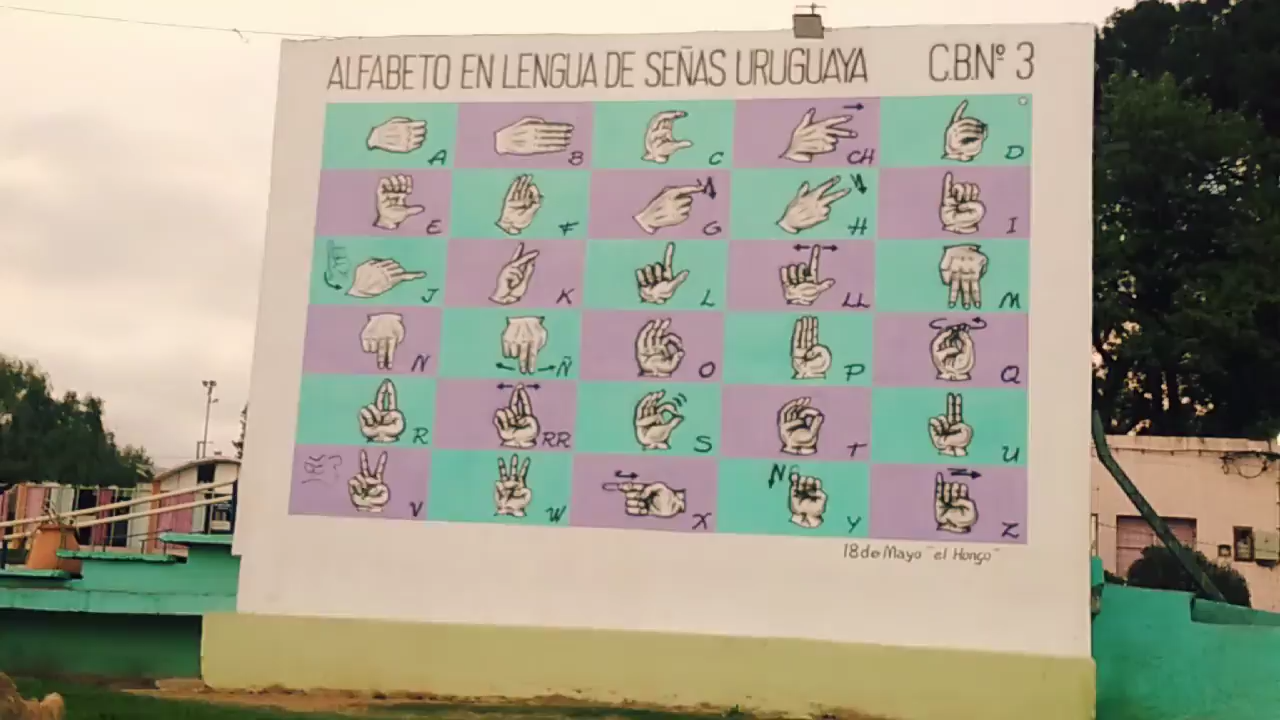 ALFABETO EN LENGUA DE SEÑAS URUGUAYA C.B.Nº 3
A B C CH D
E F G H I
J K L LL M
N Ñ O P Q
R RR S T U
V W X Y Z
18 de Mayo "el Hongo"